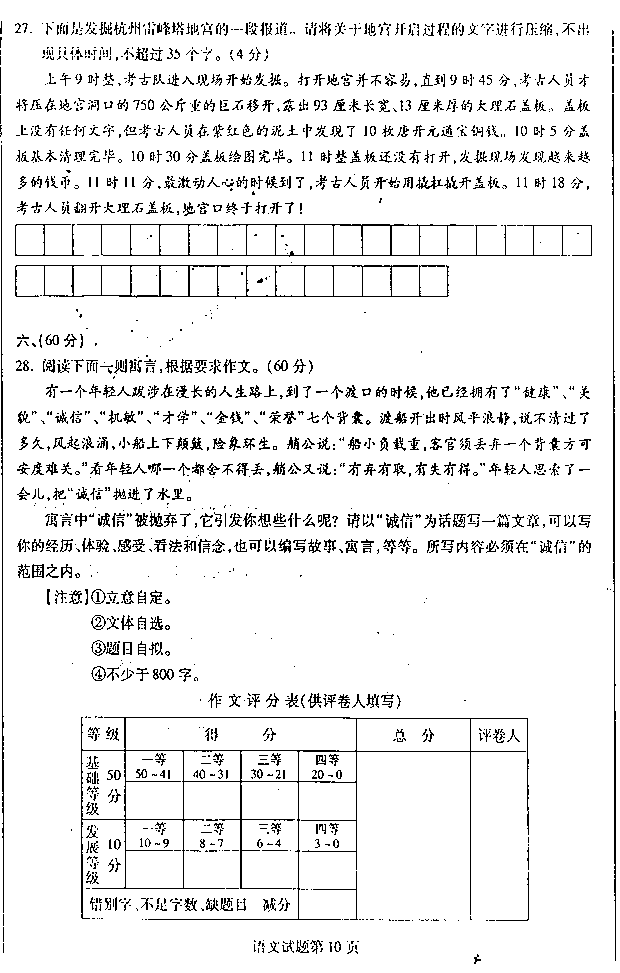 27. 下面是发掘杭州雷峰塔地宫的一段报道。请将关于地宫开启过程的文字进行压缩,不出
现具体时间,不超过35个字。(4分)
上午9时整,考古队进入现场开始发掘。打开地宫并不容易,直到9时45分,考古人员才
将压在地宫洞口的750公斤重的巨石移开,露出93厘米长宽、13厘米厚的大理石盖板。盖板
上没有任何文字,但考古人员在紫红色的泥土中发现了10枚唐开元通宝铜钱。10时5分盖
板基本清理完毕。10时30分盖板绘图完毕。11时整盖板还没有打开,发掘现场发现越来越
多的钱币。11时11分,最激动人心的时候到了,考古人员开始用撬杠撬开盖板。11时18分,
考古人员翻开大理石盖板,地宫口终于打开了!
六、(60分)
28. 阅读下面一则寓言,根据要求作文。(60分)
有一个年轻人跋涉在漫长的人生路上,到了一个渡口的时候,他已经拥有了“健康”、“美
貌”、“诚信”、“机敏”、“才学”、“金钱”、“荣誉”七个背囊。渡船开出时风平浪静,说不清过了
多久,风起浪涌,小船上下颠簸,险象环生。艄公说:“船小负载重,客官须丢弃一个背囊方可
安度难关。”看年轻人哪一个都舍不得丢,艄公又说:“有弃有取,有失有得。”年轻人思索了一
会儿,把“诚信”抛进了水里。
寓言中“诚信”被抛弃了,它引发你想些什么呢?请以“诚信”为话题写一篇文章,可以写
你的经历、体验、感受、看法和信念,也可以编写故事、寓言,等等。所写内容必须在“诚信”的
范围之内。
【注意】①立意自定。
②文体自选。
③题目自拟。
④不少于800字。
作文评分表(供评卷人填写)
等级 得 分 总 分 评卷人
基础等级 50分 一等 二等 三等 四等
50~41 40~31 30~21 20~0
发展等级 10分 一等 二等 三等 四等
10~9 8~7 6~4 3~0
错别字、不足字数、缺题目 减分
语文试题第10页